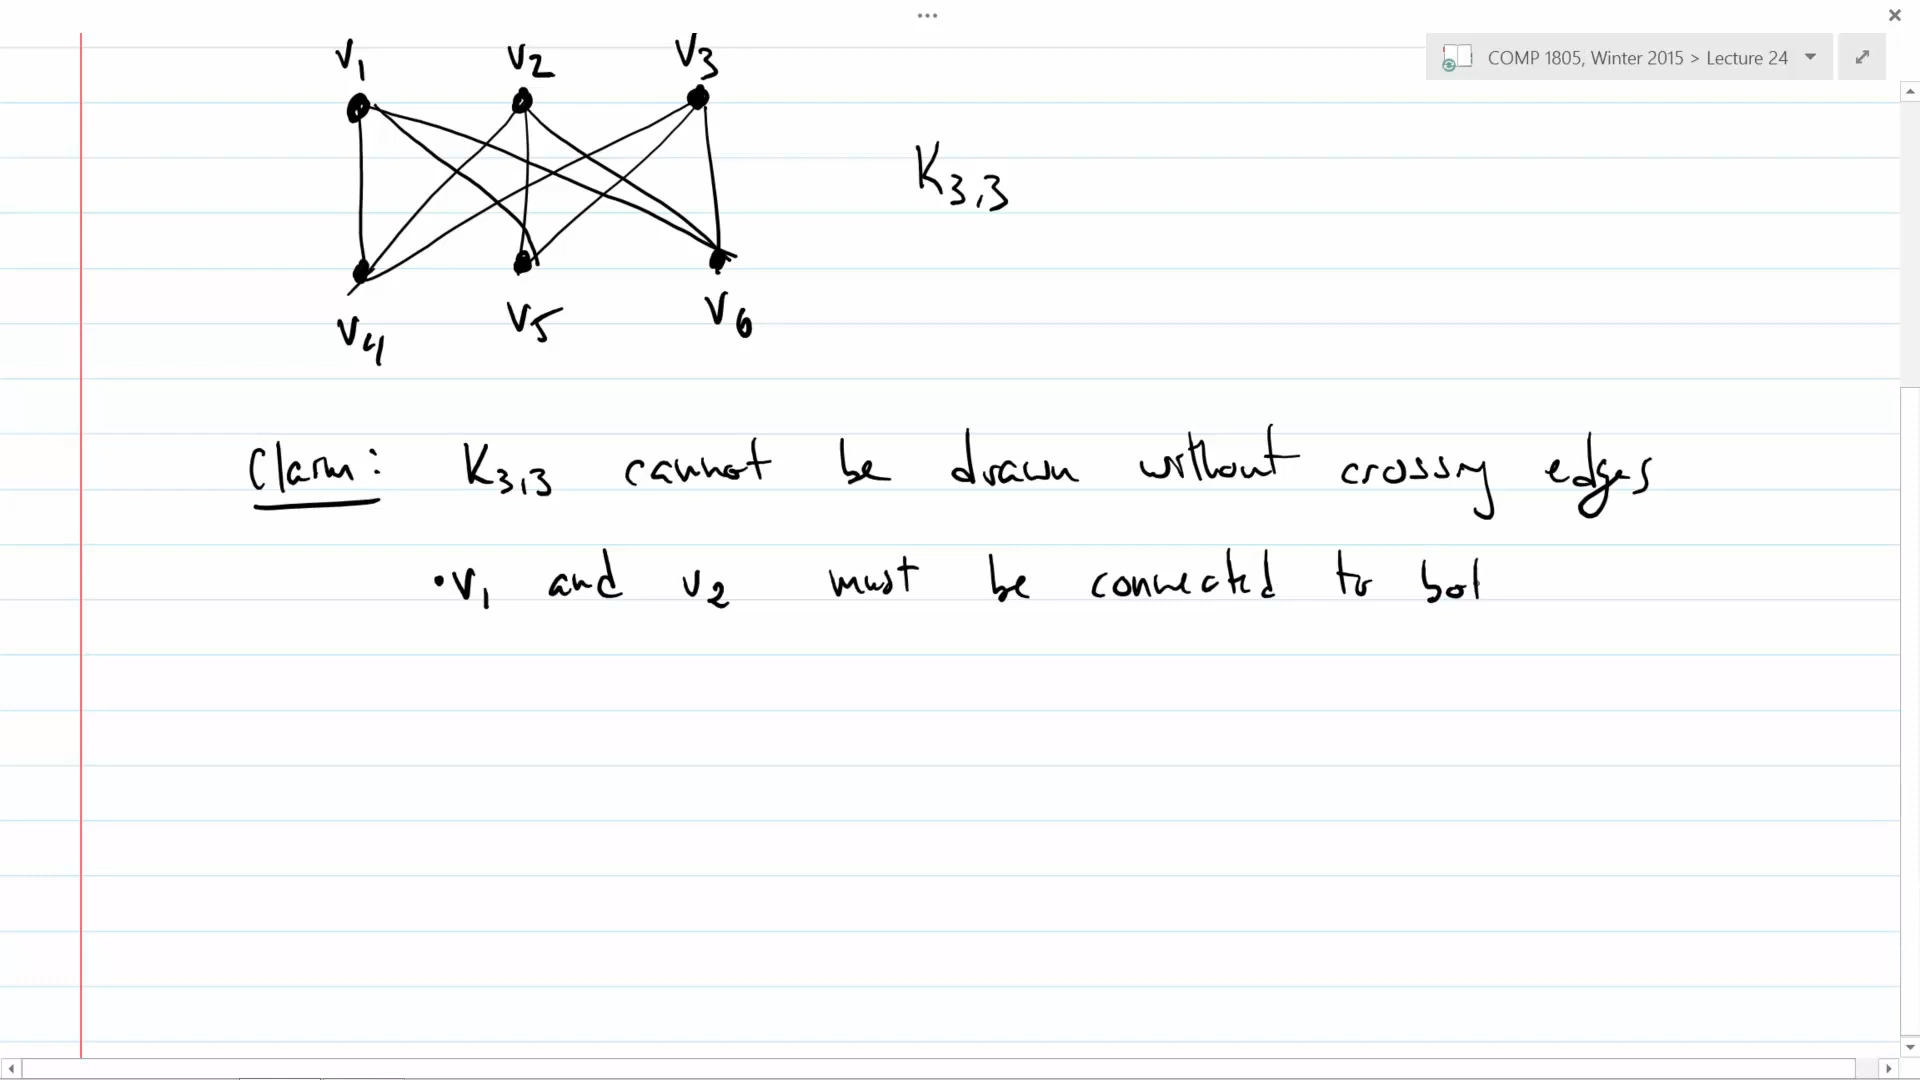 COMP 1805, Winter 2015 > Lecture 24
v1 v2 v3
K3,3
v4 v5 v6
Claim: K3,3 cannot be drawn without crossing edges
• v1 and v2 must be connected to bot